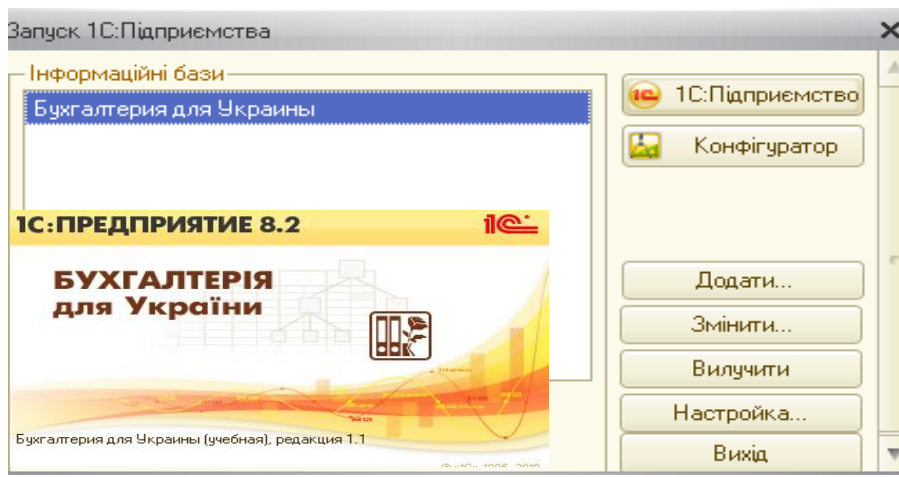 Запуск 1С:Підприємства
Інформаційні бази
Бухгалтерия для Украины
1С:Підприємство
Конфігуратор
1С:ПРЕДПРИЯТИЕ 8.2
1С
БУХГАЛТЕРІЯ
для України
Бухгалтерия для Украины (учебная), редакция 1.1
Додати...
Змінити...
Вилучити
Настройка...
Вихід